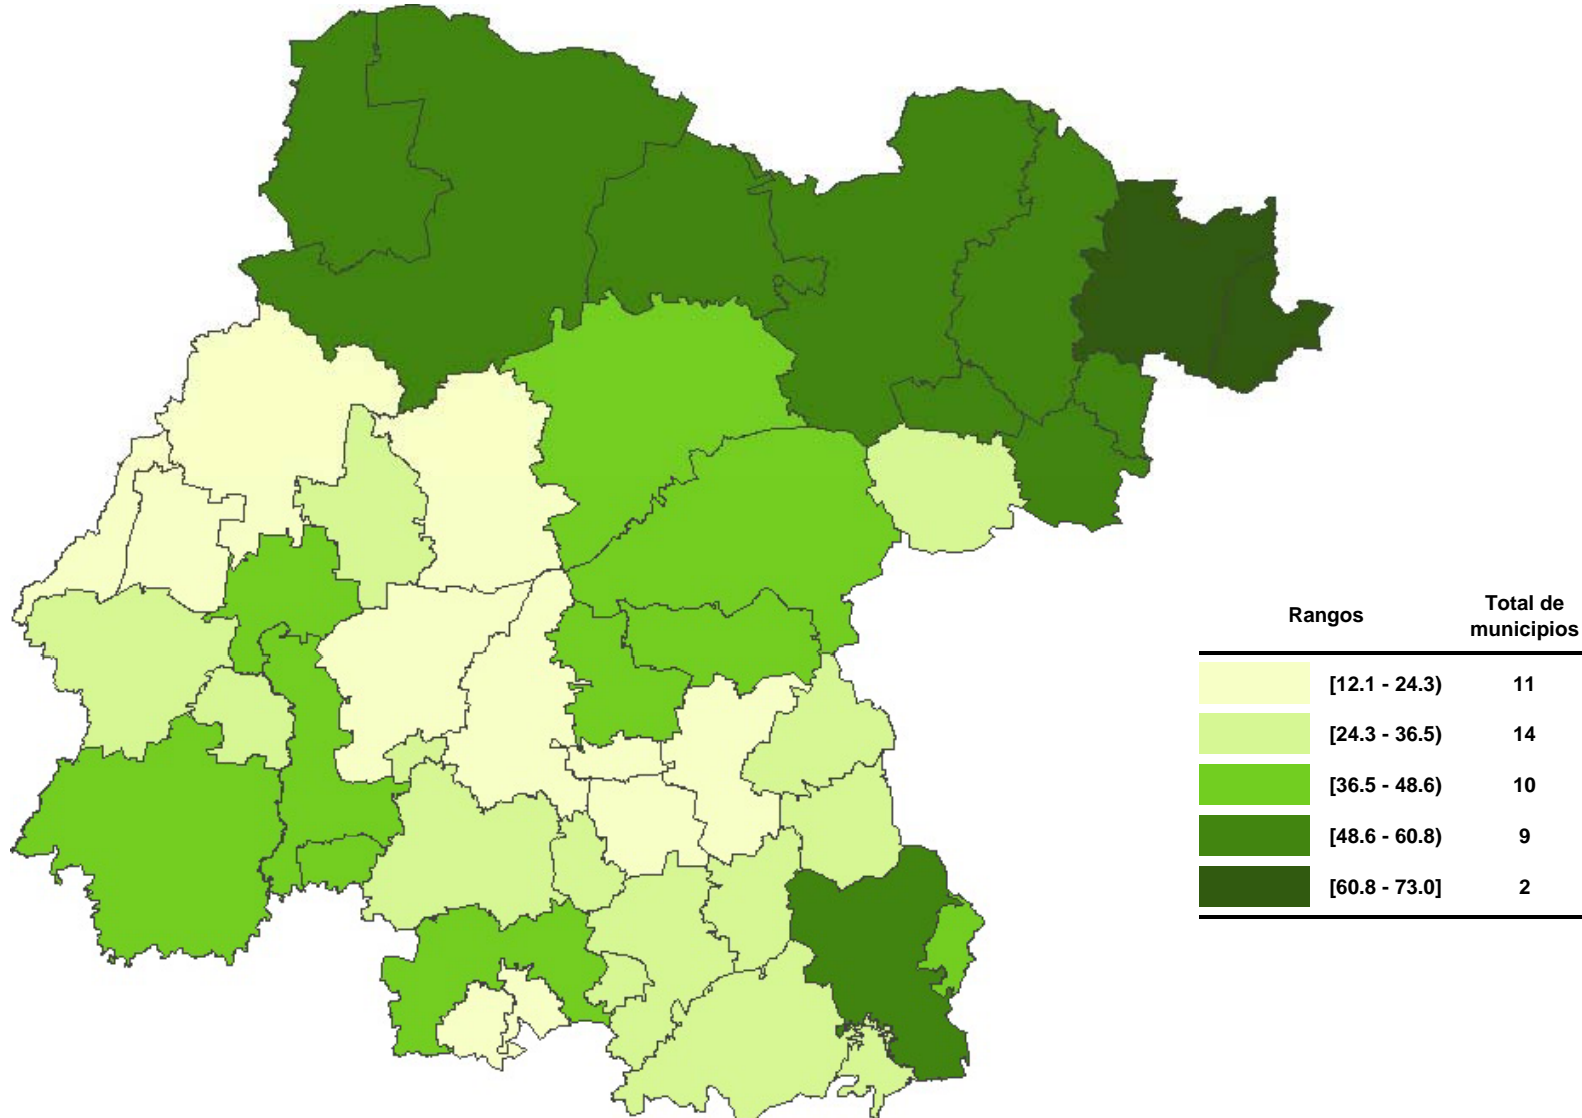 Rangos Total de
municipios
[12.1 - 24.3) 11
[24.3 - 36.5) 14
[36.5 - 48.6) 10
[48.6 - 60.8) 9
[60.8 - 73.0] 2